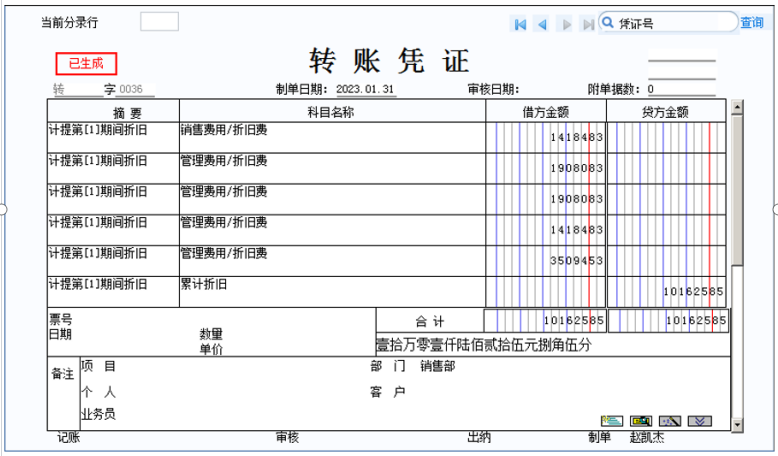 当前分录行 凭证号 查询
已生成 转账凭证
转 字 0036 制单日期: 2023.01.31 审核日期: 附单据数: 0
摘要 科目名称 借方金额 贷方金额
计提第[1]期间折旧 销售费用/折旧费 1418483
计提第[1]期间折旧 管理费用/折旧费 1908083
计提第[1]期间折旧 管理费用/折旧费 1908083
计提第[1]期间折旧 管理费用/折旧费 1418483
计提第[1]期间折旧 管理费用/折旧费 3509453
计提第[1]期间折旧 累计折旧 10162585
票号 合计 10162585 10162585
日期 数量
单价 壹拾万零壹仟陆佰贰拾伍元捌角伍分
备注 项目 部门 销售部
个人 客户
业务员
记账 审核 出纳 制单 赵凯杰